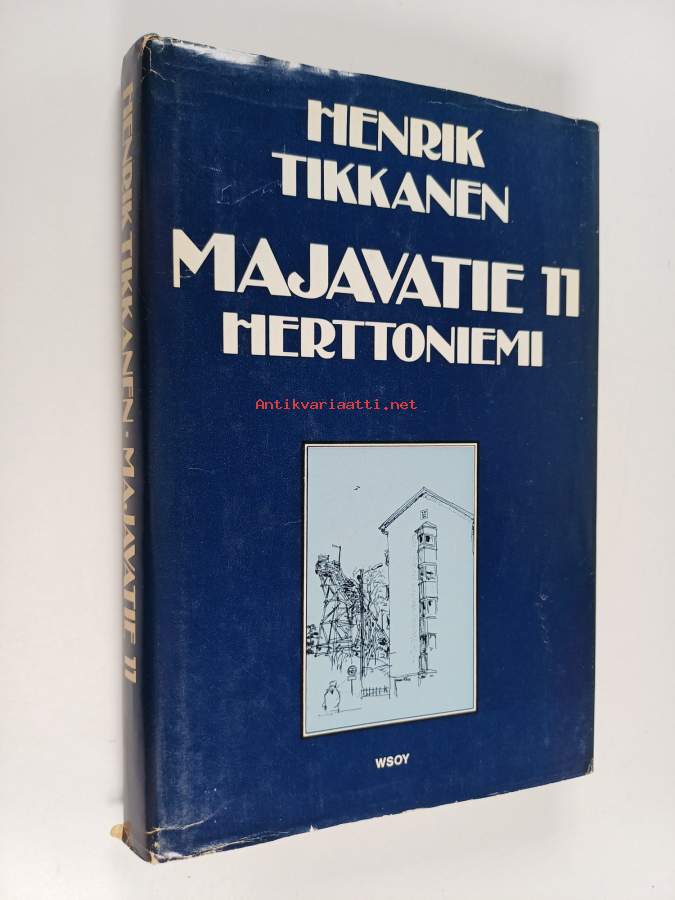 HENRIK
TIKKANEN
MAJAVATIE 11
HERTTONIEMI
Antikvariaatti.net
WSOY
HENRIK TIKKANEN · MAJAVATIE 11